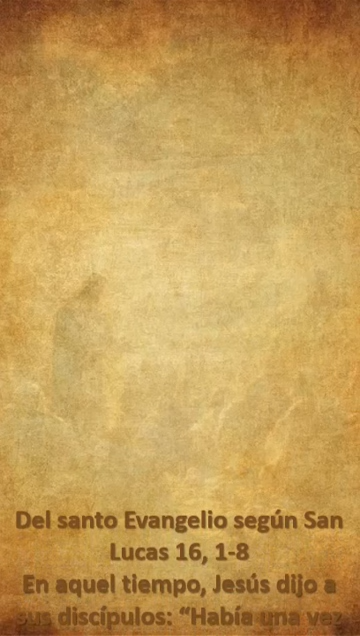 Del santo Evangelio según San
Lucas 16, 1-8
En aquel tiempo, Jesús dijo a
sus discípulos: “Había una vez